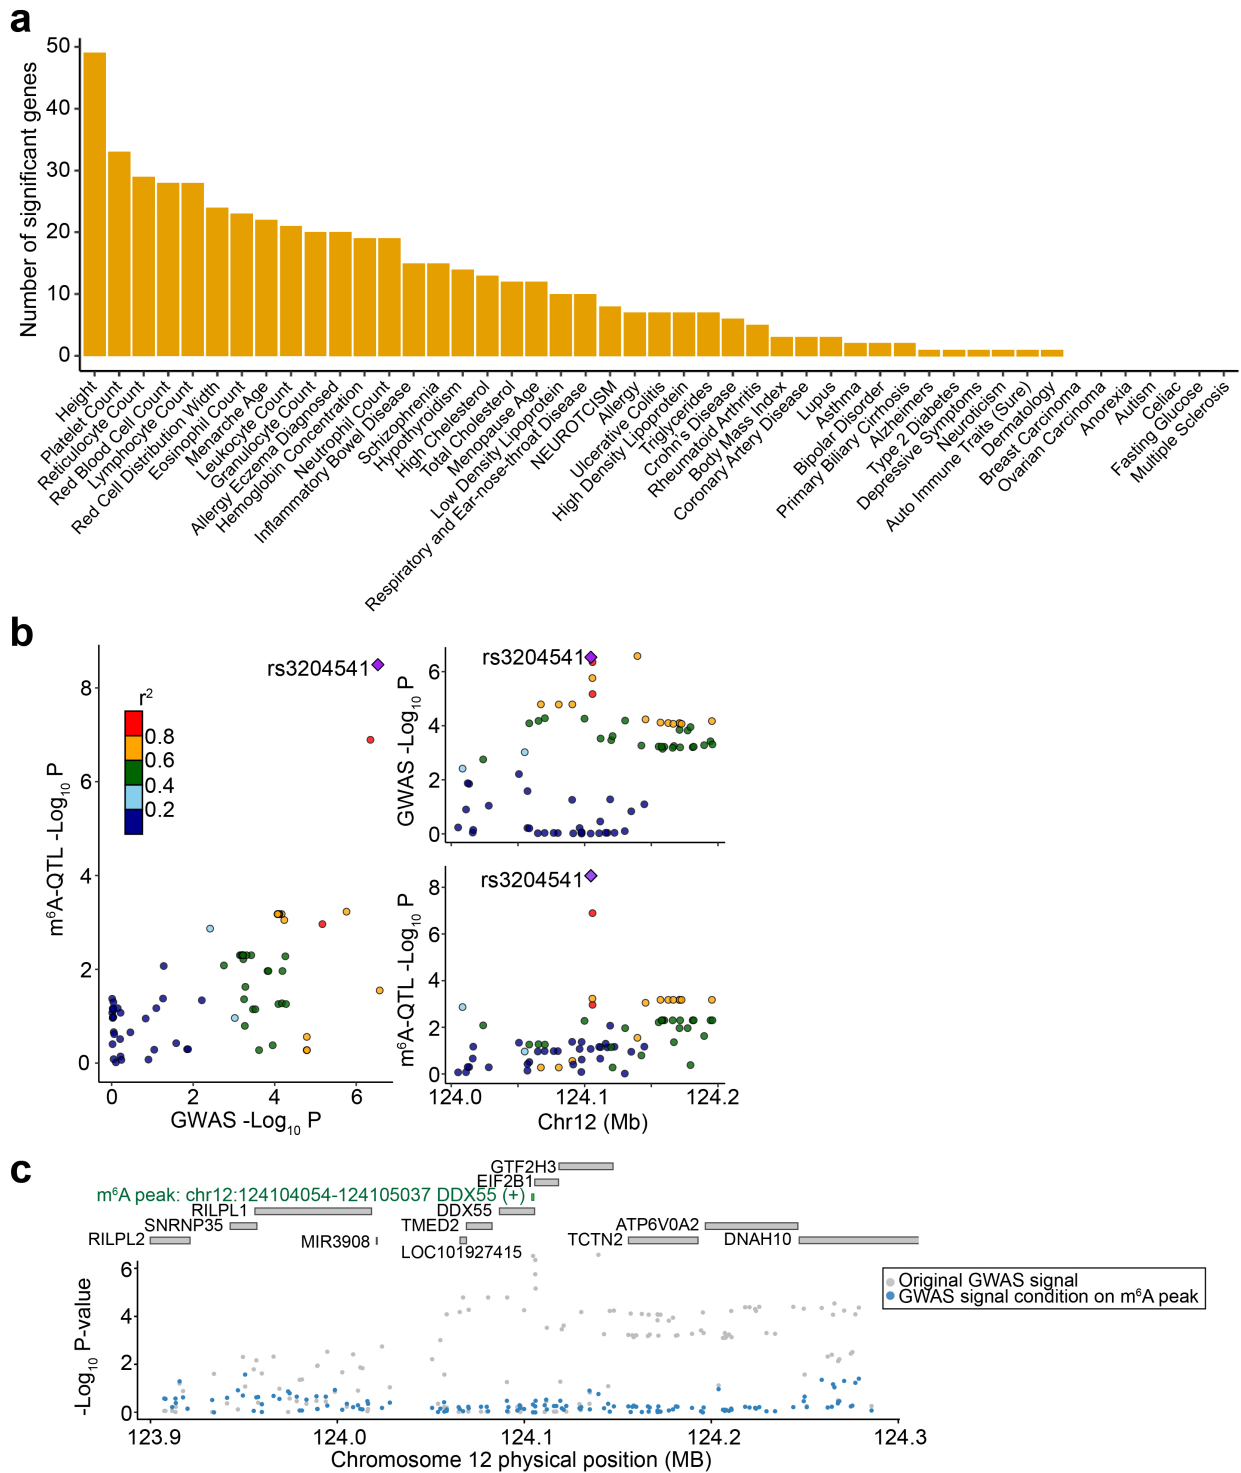 a
Number of significant genes
50
40
30
20
10
0
Height
Platelet Count
Reticulocyte Count
Red Blood Cell Count
Lymphocyte Count
Red Cell Distribution Width
Eosinophil Count
Menarche Age
Leukocyte Count
Granulocyte Count
Allergy Eczema Diagnosed
Hemoglobin Concentration
Neutrophil Count
Inflammatory Bowel Disease
Schizophrenia
Hypothyroidism
High Cholesterol
Total Cholesterol
Menopause Age
Low Density Lipoprotein
Respiratory and Ear-nose-throat Disease
NEUROTICISM
Allergy
Ulcerative Colitis
High Density Lipoprotein
Triglycerides
Crohn's Disease
Rheumatoid Arthritis
Body Mass Index
Coronary Artery Disease
Lupus
Asthma
Bipolar Disorder
Primary Biliary Cirrhosis
Alzheimers
Type 2 Diabetes
Depressive Symptoms
Neuroticism
Auto Immune Traits (Sure)
Dermatology
Breast Carcinoma
Ovarian Carcinoma
Anorexia
Autism
Celiac
Fasting Glucose
Multiple Sclerosis
b
m⁶A-QTL -Log₁₀ P
8
6
4
2
0
rs3204541
r²
0.8
0.6
0.4
0.2
0 2 4 6
GWAS -Log₁₀ P
GWAS -Log₁₀ P
6
4
2
0
rs3204541
m⁶A-QTL -Log₁₀ P
8
6
4
2
0
rs3204541
124.0 124.1 124.2
Chr12 (Mb)
c
GTF2H3
EIF2B1
m⁶A peak: chr12:124104054-124105037 DDX55 (+)
RILPL1 DDX55
SNRNP35 TMED2 ATP6V0A2
RILPL2 MIR3908 TCTN2 DNAH10
LOC101927415
-Log₁₀ P-value
6
4
2
0
Original GWAS signal
GWAS signal condition on m⁶A peak
123.9 124.0 124.1 124.2 124.3
Chromosome 12 physical position (MB)